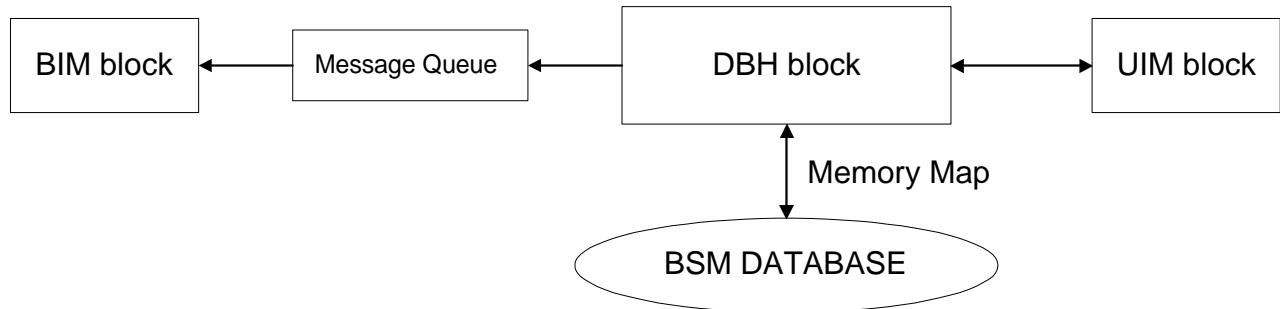 BIM block
Message Queue
DBH block
UIM block
Memory Map
BSM DATABASE